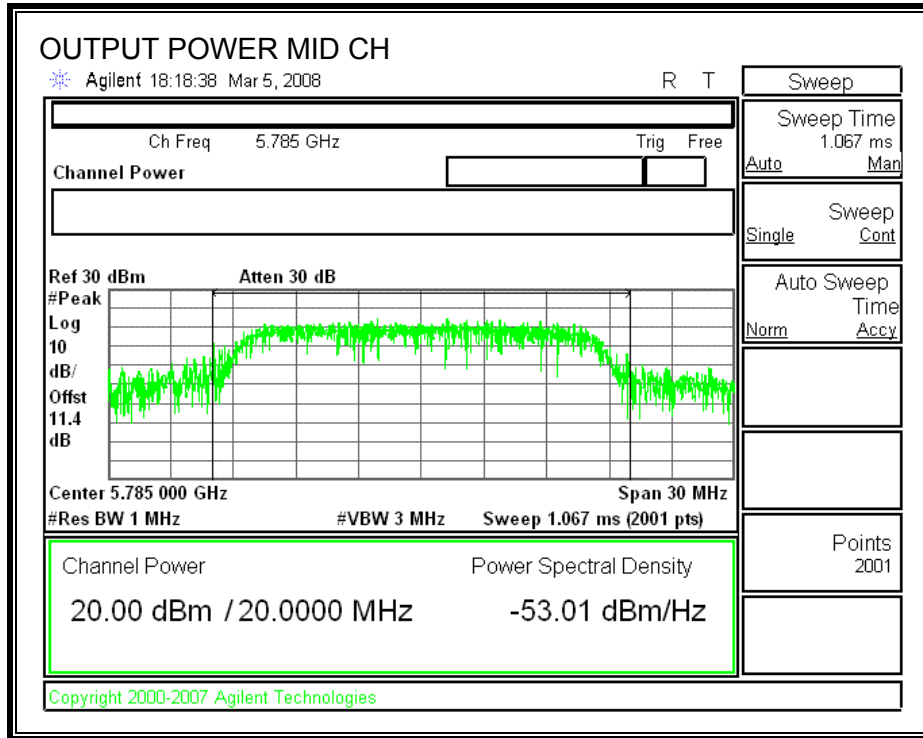 OUTPUT POWER MID CH
Agilent 18:18:38 Mar 5, 2008 R T
Ch Freq 5.785 GHz Trig Free
Channel Power
Ref 30 dBm Atten 30 dB
#Peak
Log
10
dB/
Offst
11.4
dB
Center 5.785 000 GHz Span 30 MHz
#Res BW 1 MHz #VBW 3 MHz Sweep 1.067 ms (2001 pts)
Channel Power Power Spectral Density
20.00 dBm / 20.0000 MHz -53.01 dBm/Hz
Copyright 2000-2007 Agilent Technologies
Sweep
Sweep Time
1.067 ms
Auto Man
Sweep
Single Cont
Auto Sweep
Time
Norm Accy
Points
2001